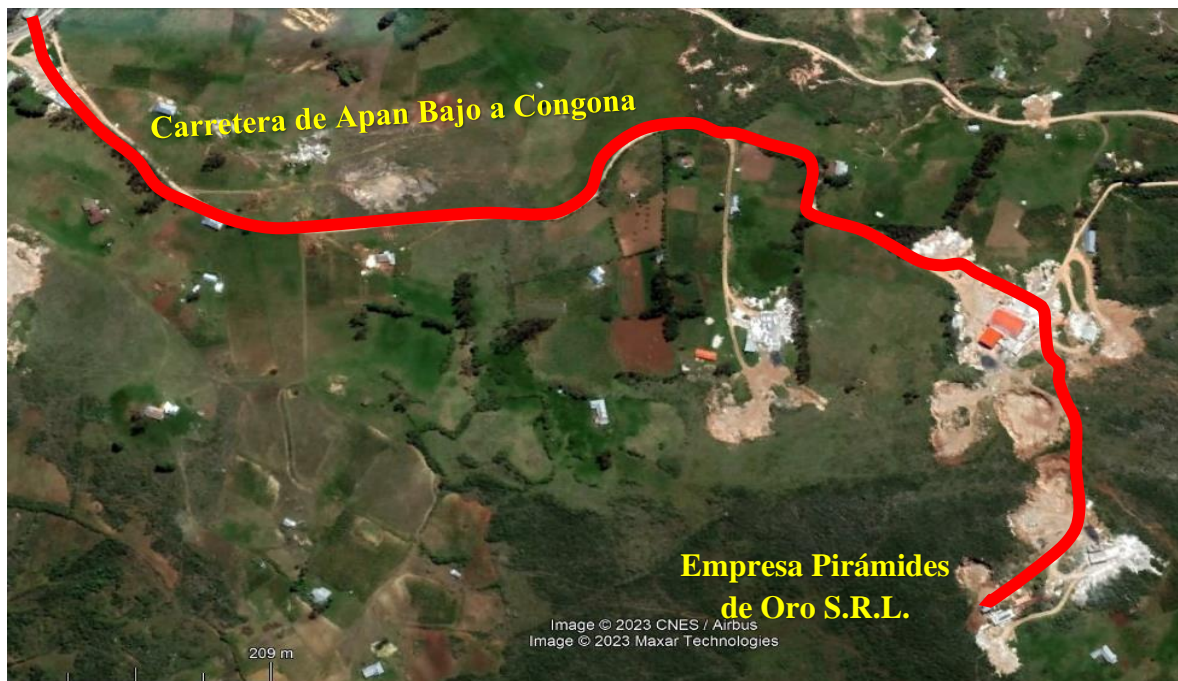 Carretera de Apan Bajo a Congona
Empresa Pirámides
de Oro S.R.L.
Image © 2023 CNES / Airbus
Image © 2023 Maxar Technologies
209 m